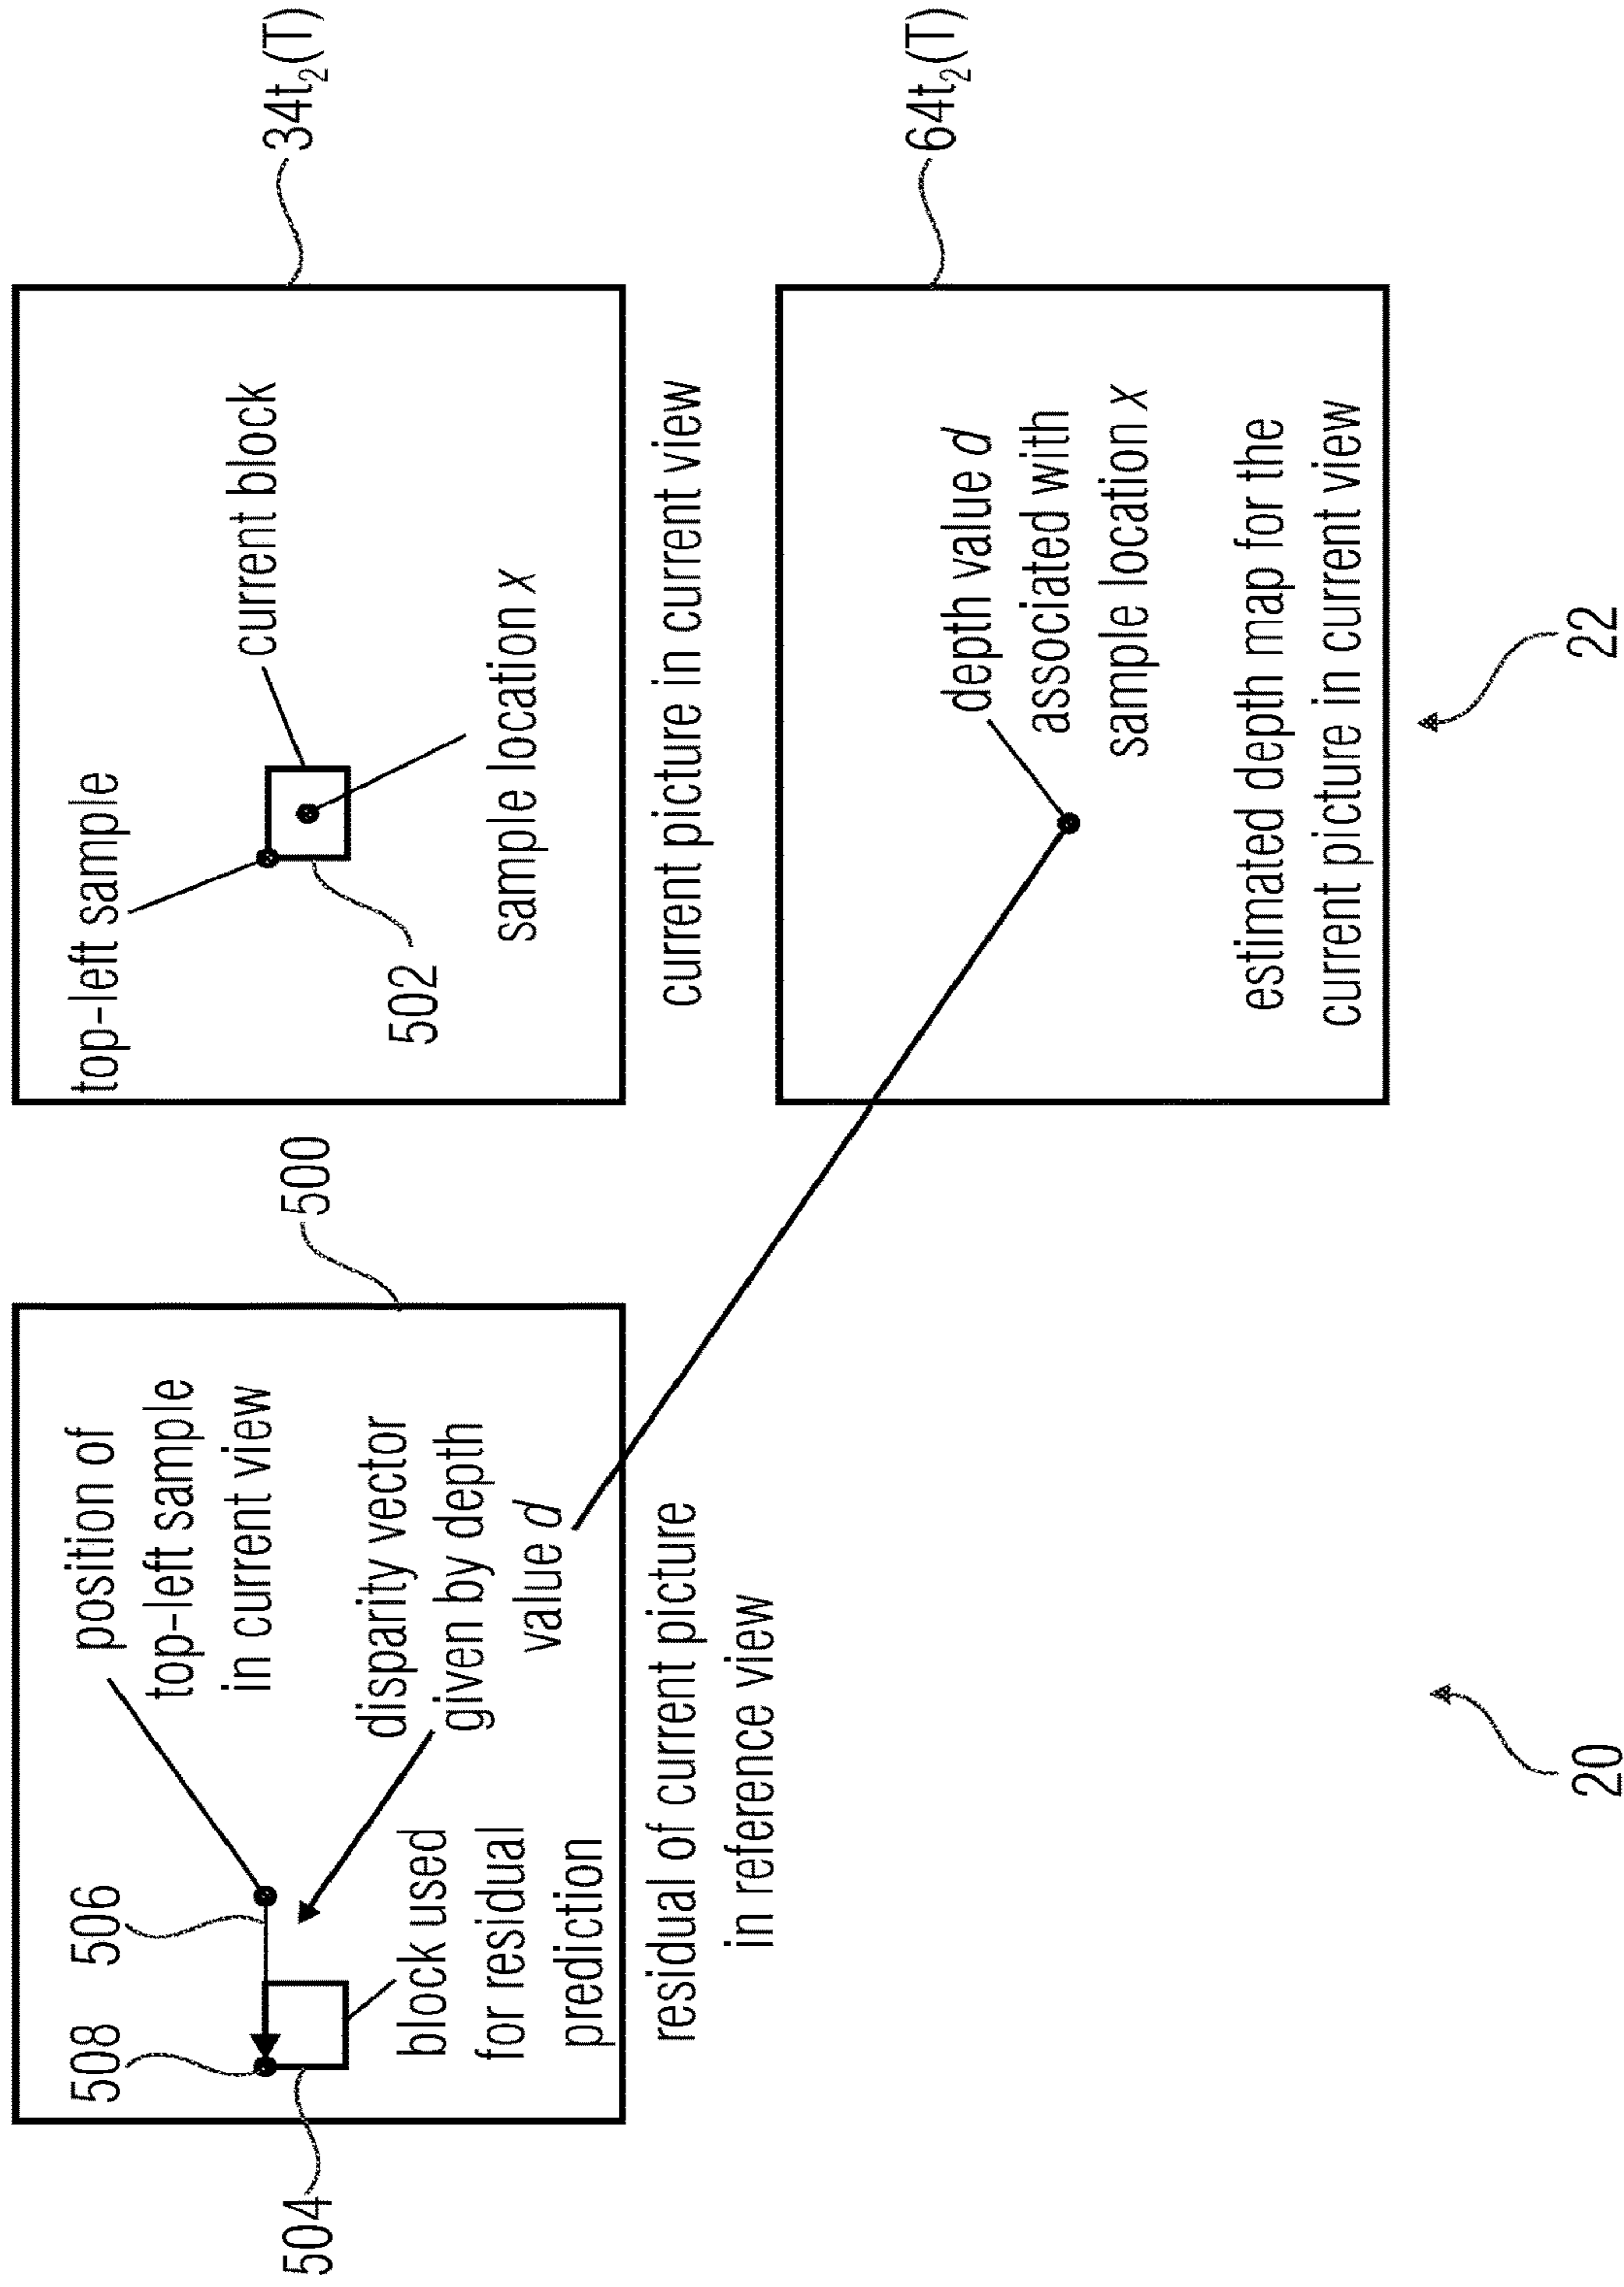 508
506
position of
top-left sample
in current view
disparity vector
given by depth
value d
block used
for residual
prediction
504
500
residual of current picture
in reference view
20
top-left sample
current block
502
sample location x
34t₂(T)
current picture in current view
depth value d
associated with
sample location x
estimated depth map for the
current picture in current view
64t₂(T)
22